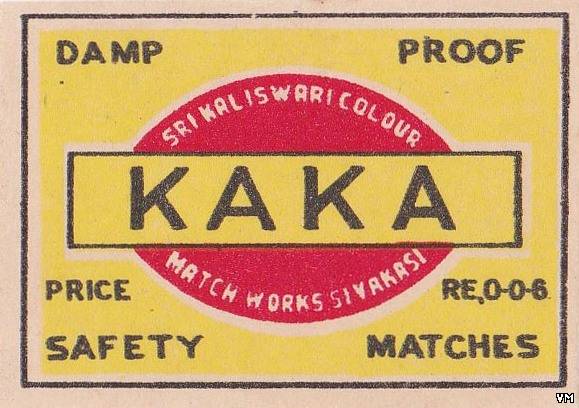 DAMP PROOF
SRI KALISWARI COLOUR
KAKA
MATCH WORKS SIVAKASI
PRICE RE,0-0-6
SAFETY MATCHES
VM